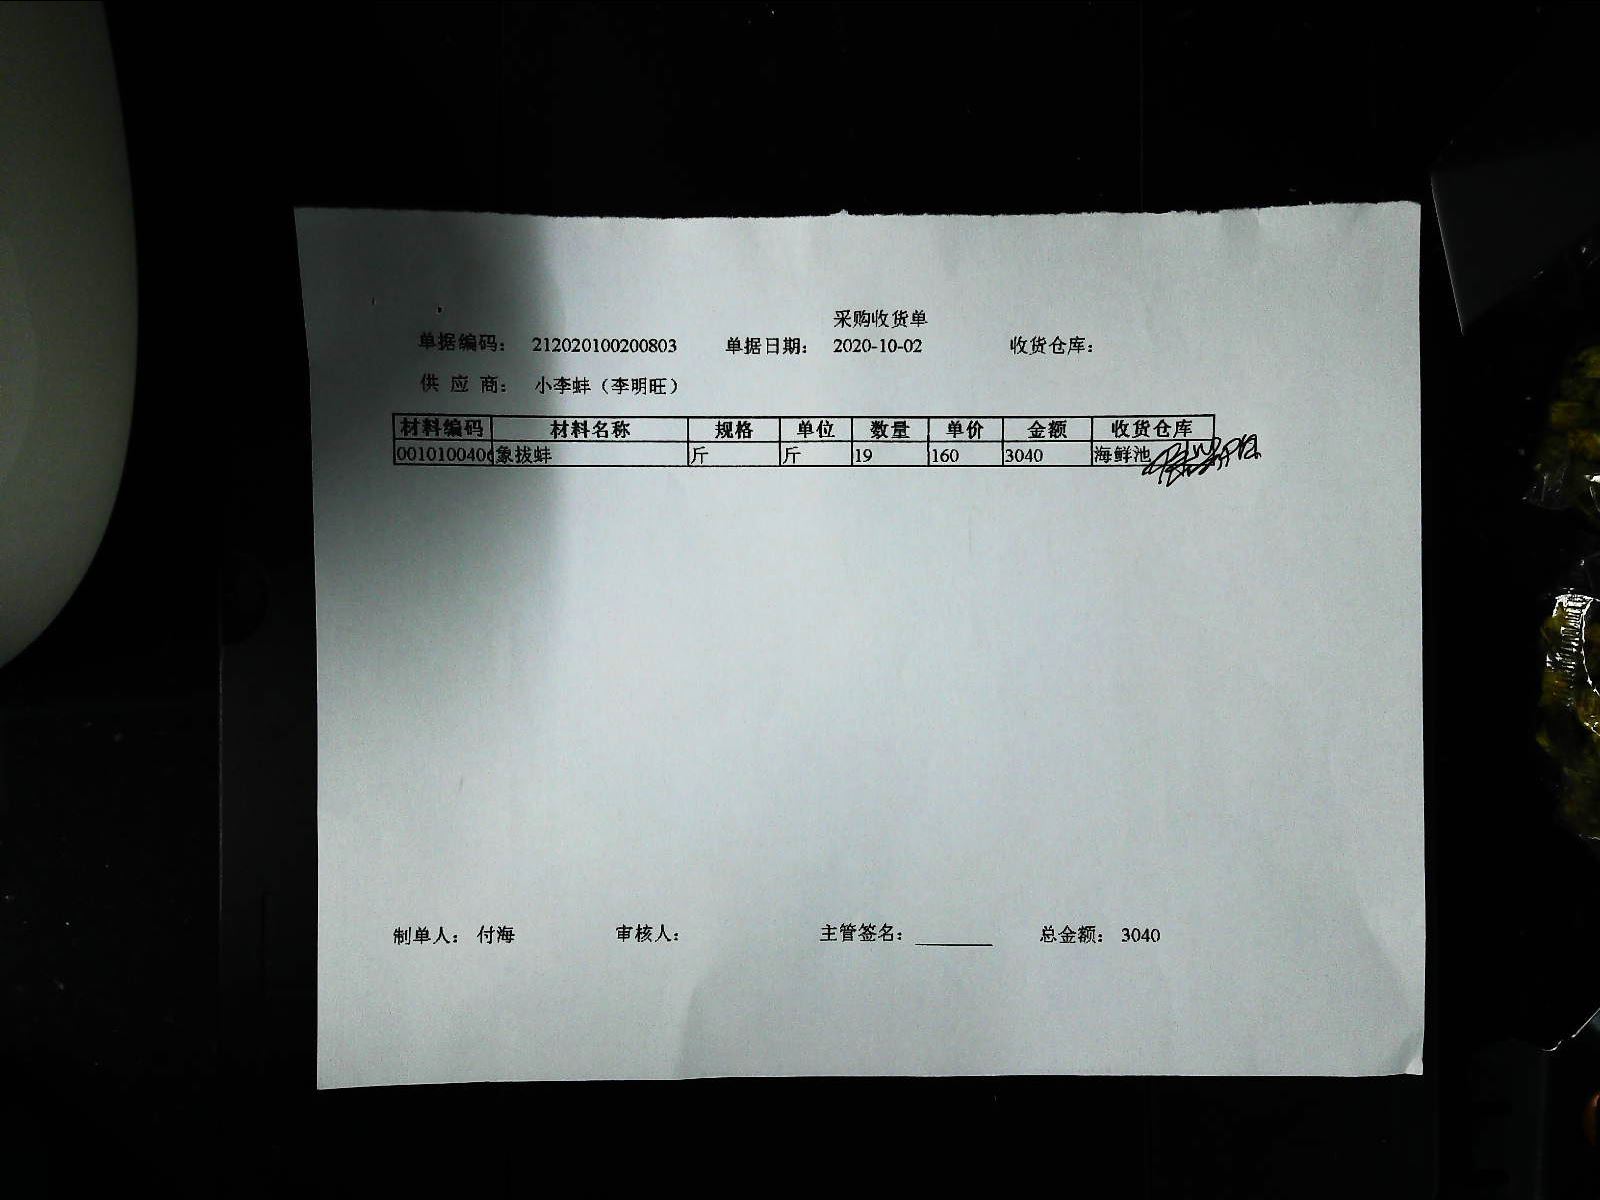 采购收货单
单据编码： 212020100200803 单据日期： 2020-10-02 收货仓库：
供 应 商： 小李蚌（李明旺）
材料编码 材料名称 规格 单位 数量 单价 金额 收货仓库
001010040 象拔蚌 斤 斤 19 160 3040 海鲜池
制单人： 付海 审核人： 主管签名： 总金额： 3040